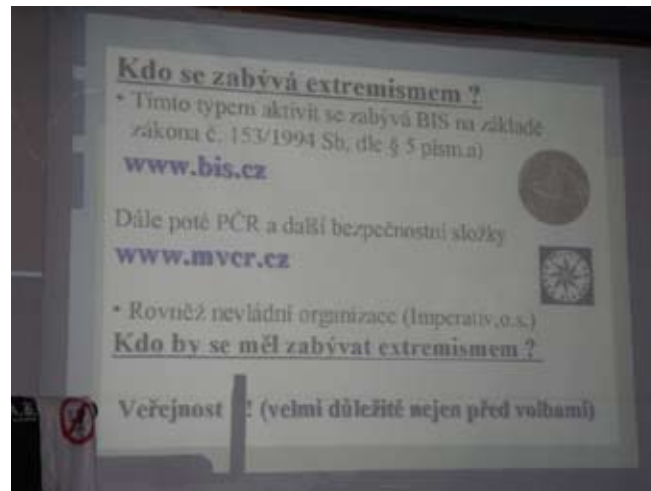 Kdo se zabývá extremismem ?
• Tímto typem aktivit se zabývá BIS na základě
zákona č. 153/1994 Sb, dle § 5 písm.a)
www.bis.cz
Dále poté PČR a další bezpečnostní složky
www.mvcr.cz
• Rovněž nevládní organizace (Imperativ,o.s.)
Kdo by se měl zabývat extremismem ?
Veřejnost ! (velmi důležité nejen před volbami)